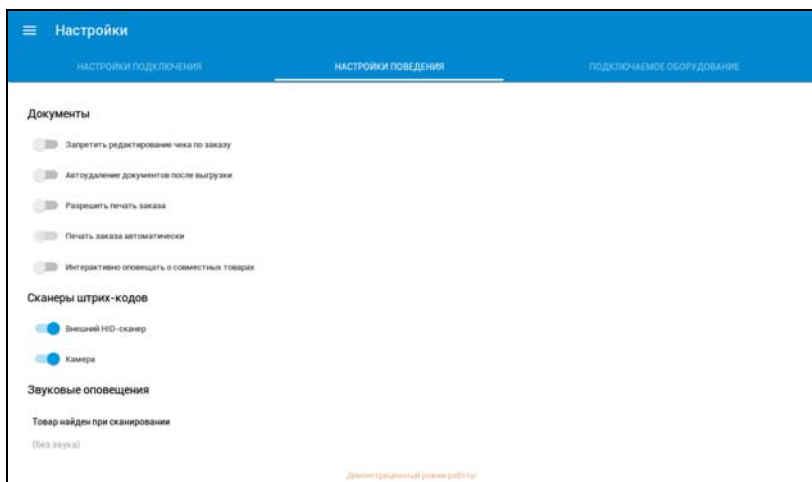 Настройки
НАСТРОЙКИ ПОДКЛЮЧЕНИЯ НАСТРОЙКИ ПОВЕДЕНИЯ ПОДКЛЮЧАЕМОЕ ОБОРУДОВАНИЕ
Документы
Запретить редактирование чека по заказу
Автоудаление документов после выгрузки
Разрешить печать заказа
Печать заказа автоматически
Интерактивно оповещать о совместных товарах
Сканеры штрих-кодов
Внешний HID-сканер
Камера
Звуковые оповещения
Товар найден при сканировании
(без звука)
Демонстрационный режим работы